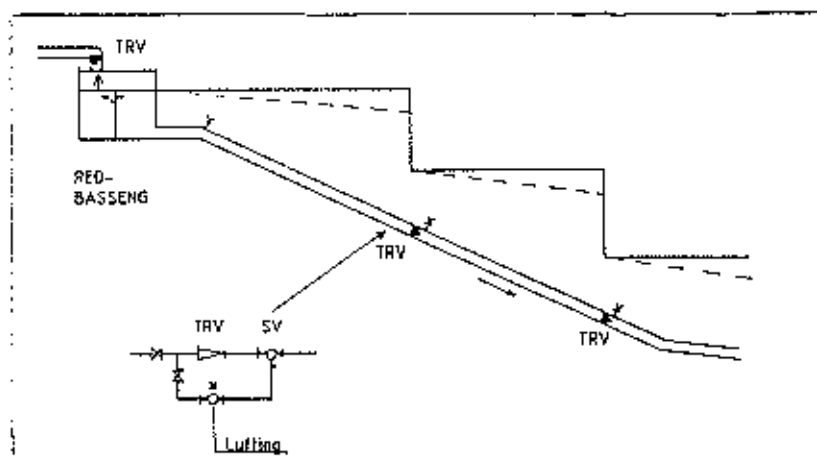 TRV
RED-
BASSENG
TRV
TRV
TRV SV
Lufting